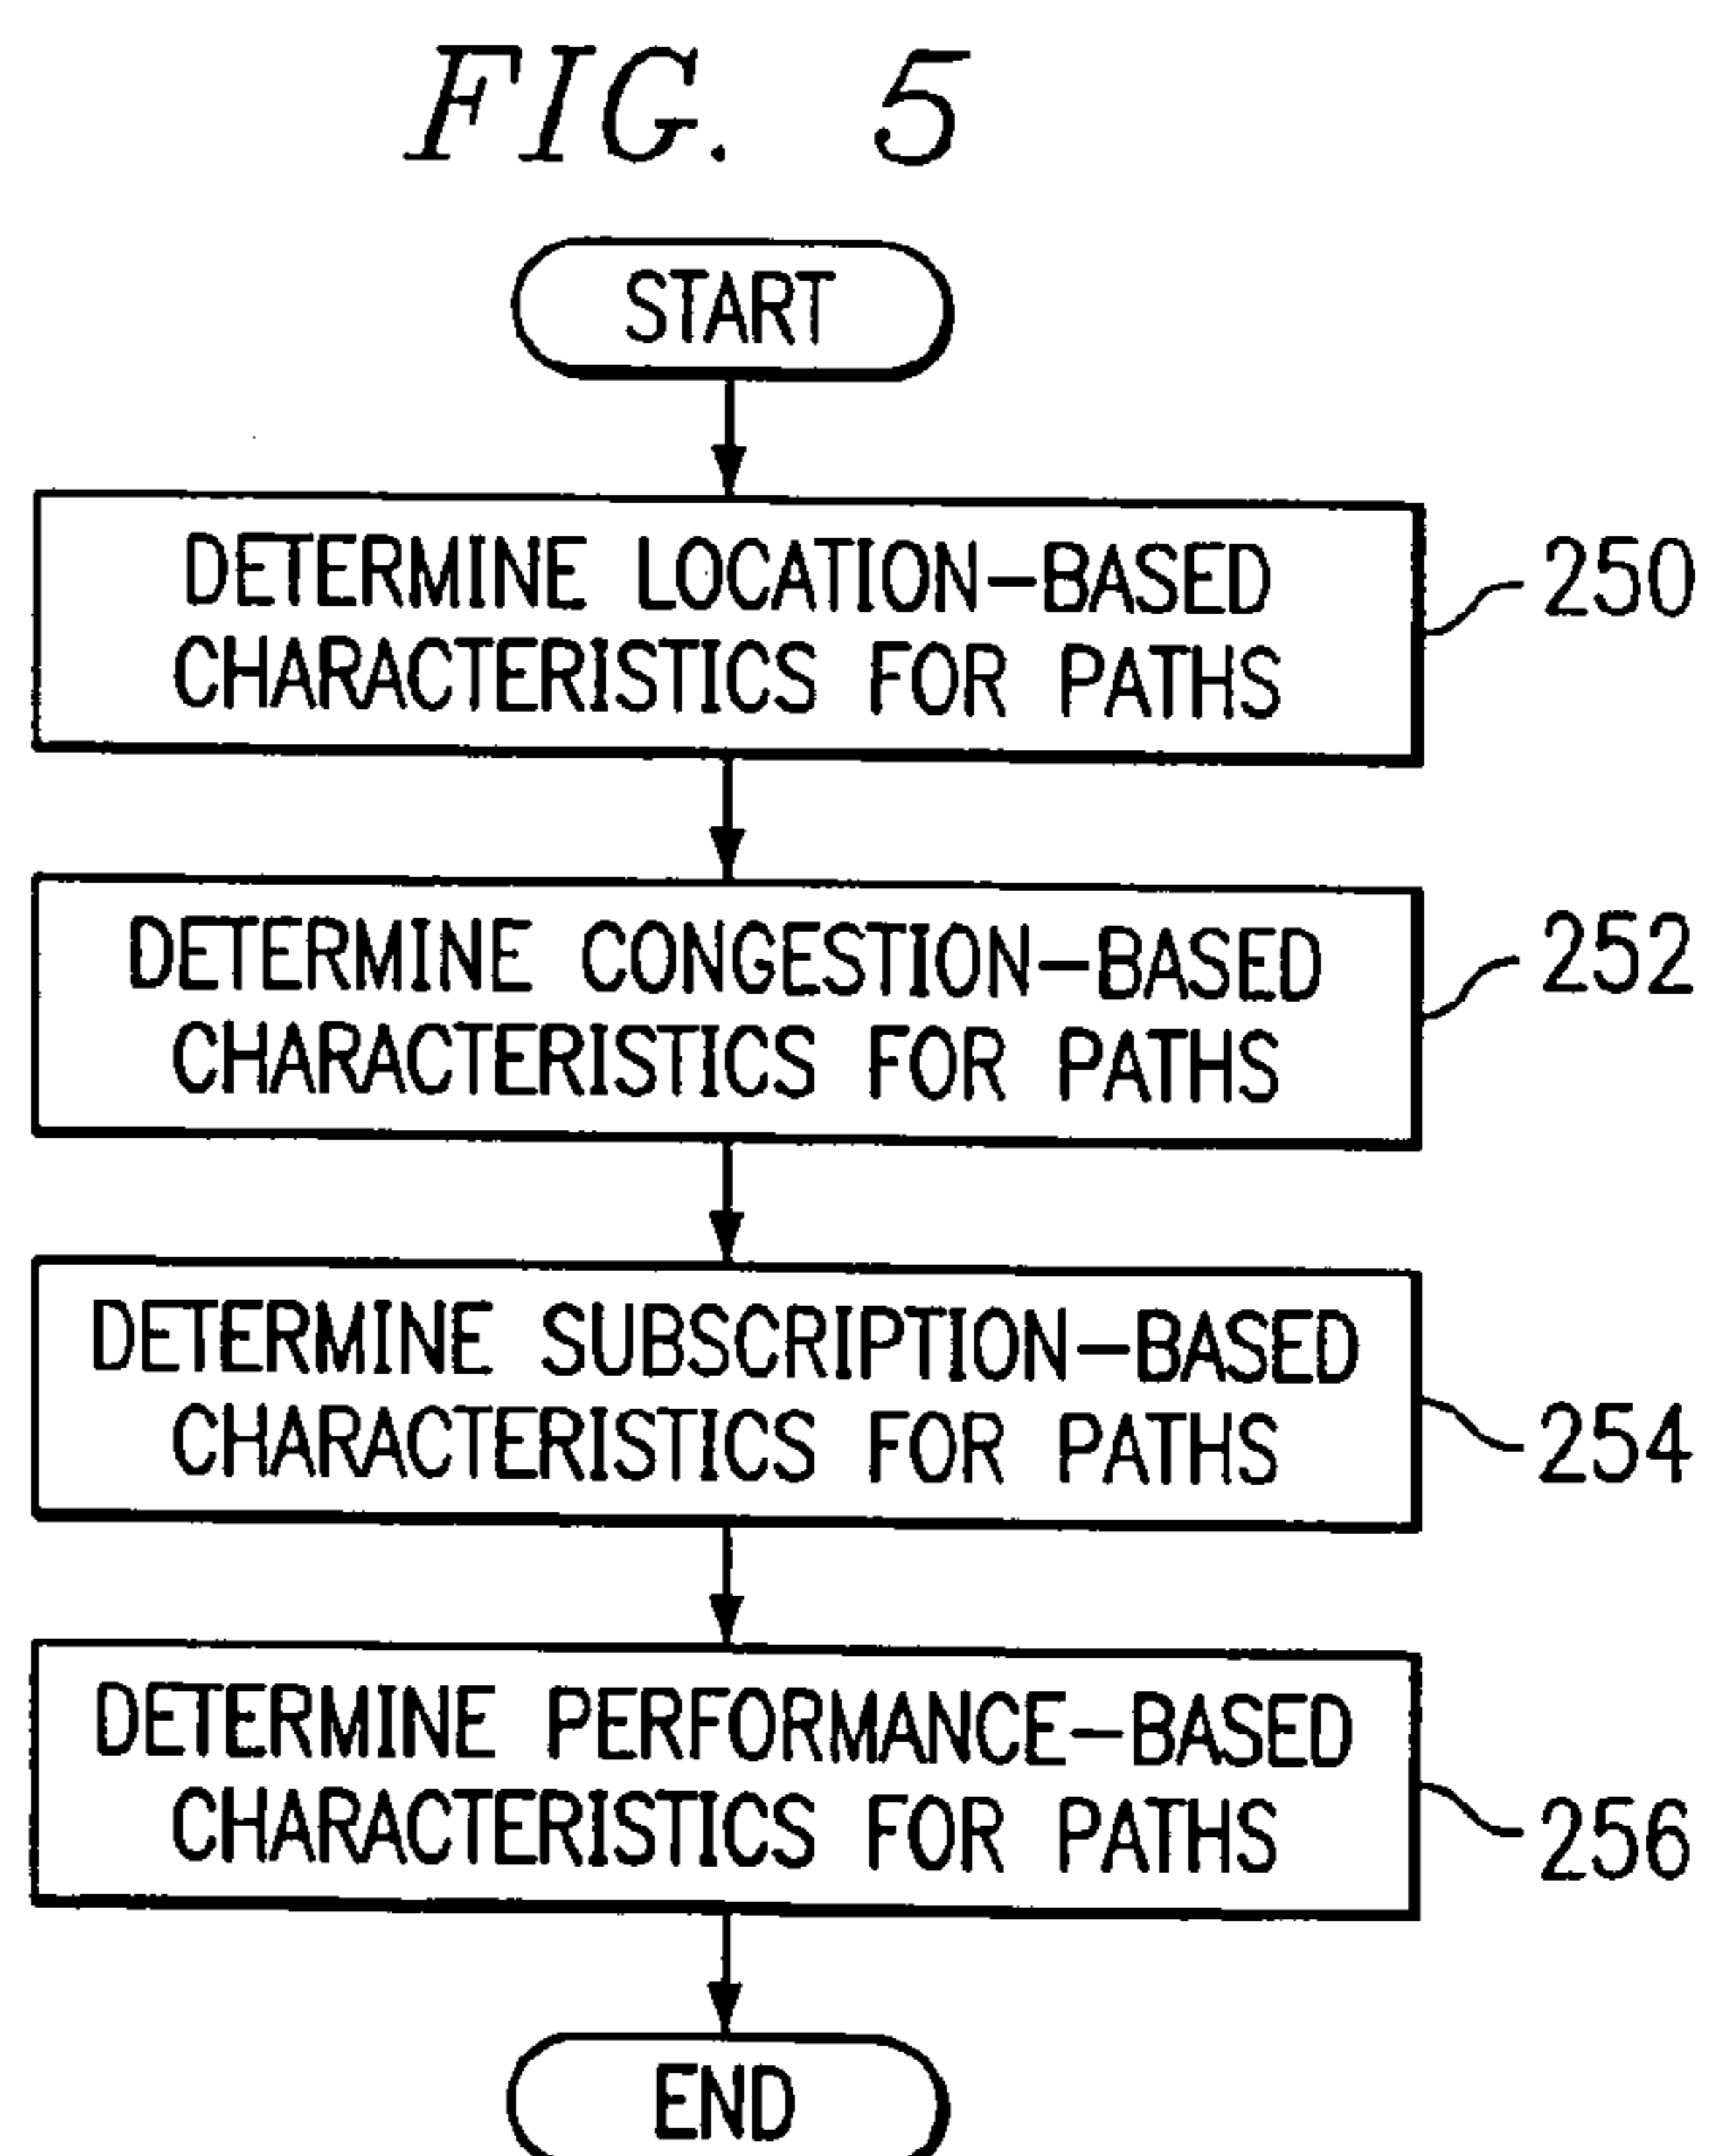 FIG. 5
START
DETERMINE LOCATION-BASED
CHARACTERISTICS FOR PATHS
250
DETERMINE CONGESTION-BASED
CHARACTERISTICS FOR PATHS
252
DETERMINE SUBSCRIPTION-BASED
CHARACTERISTICS FOR PATHS
254
DETERMINE PERFORMANCE-BASED
CHARACTERISTICS FOR PATHS
256
END